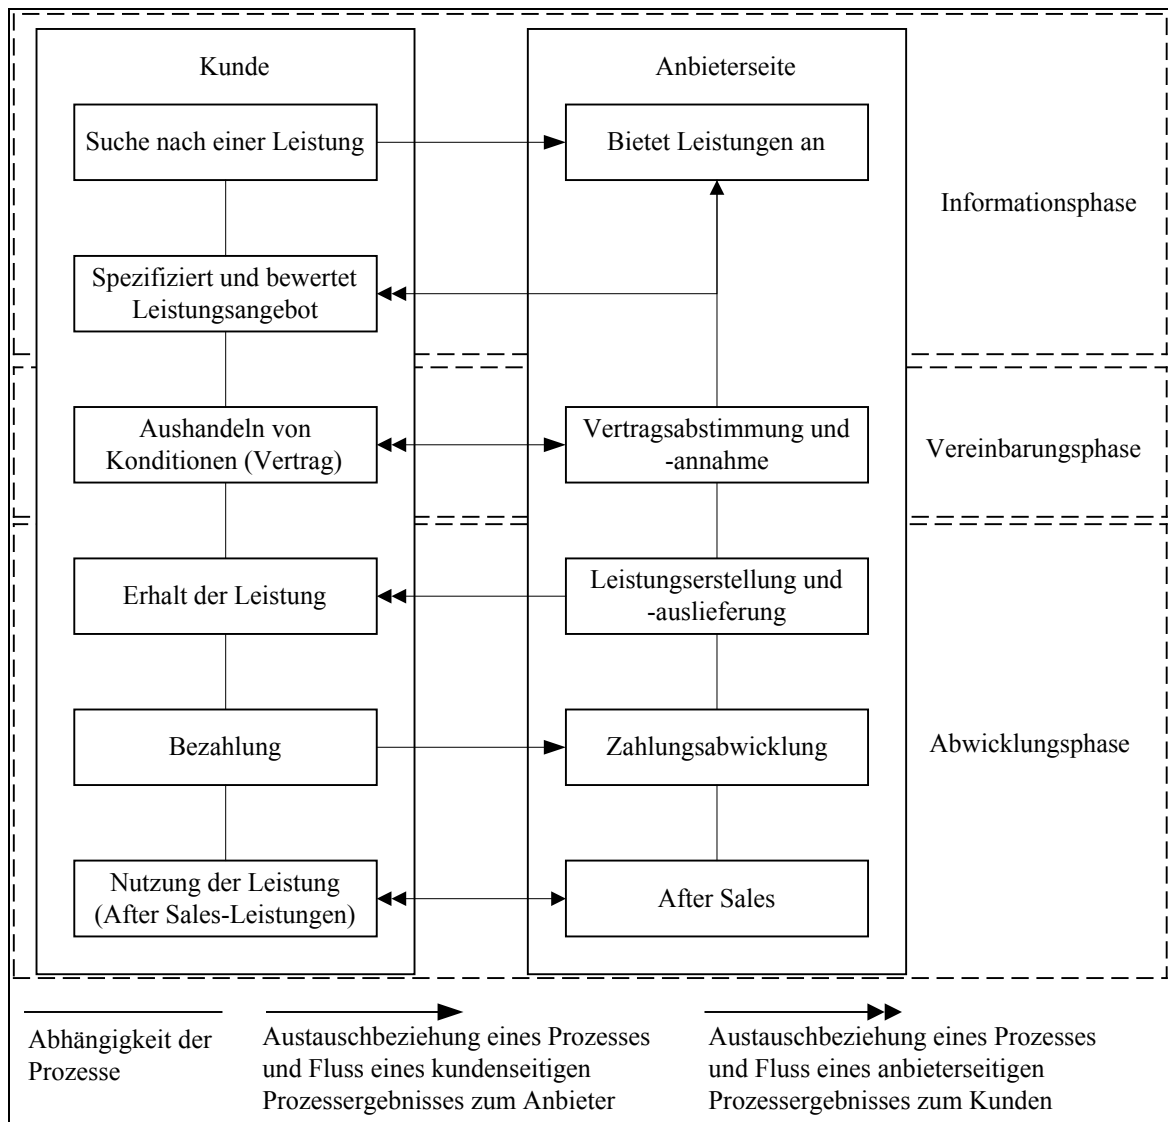 Kunde
Anbieterseite
Suche nach einer Leistung
Bietet Leistungen an
Informationsphase
Spezifiziert und bewertet
Leistungsangebot
Aushandeln von
Konditionen (Vertrag)
Vertragsabstimmung und
-annahme
Vereinbarungsphase
Erhalt der Leistung
Leistungserstellung und
-auslieferung
Bezahlung
Zahlungsabwicklung
Abwicklungsphase
Nutzung der Leistung
(After Sales-Leistungen)
After Sales
Abhängigkeit der
Prozesse
Austauschbeziehung eines Prozesses
und Fluss eines kundenseitigen
Prozessergebnisses zum Anbieter
Austauschbeziehung eines Prozesses
und Fluss eines anbieterseitigen
Prozessergebnisses zum Kunden